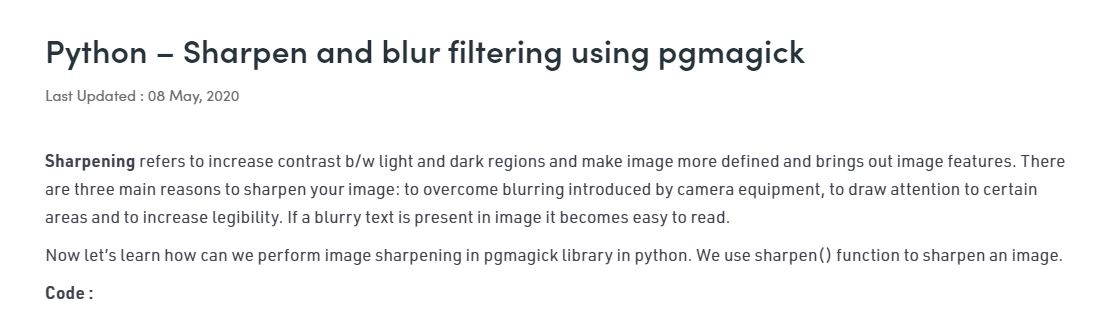 Python – Sharpen and blur filtering using pgmagick
Last Updated : 08 May, 2020
Sharpening refers to increase contrast b/w light and dark regions and make image more defined and brings out image features. There
are three main reasons to sharpen your image: to overcome blurring introduced by camera equipment, to draw attention to certain
areas and to increase legibility. If a blurry text is present in image it becomes easy to read.
Now let’s learn how can we perform image sharpening in pgmagick library in python. We use sharpen() function to sharpen an image.
Code :